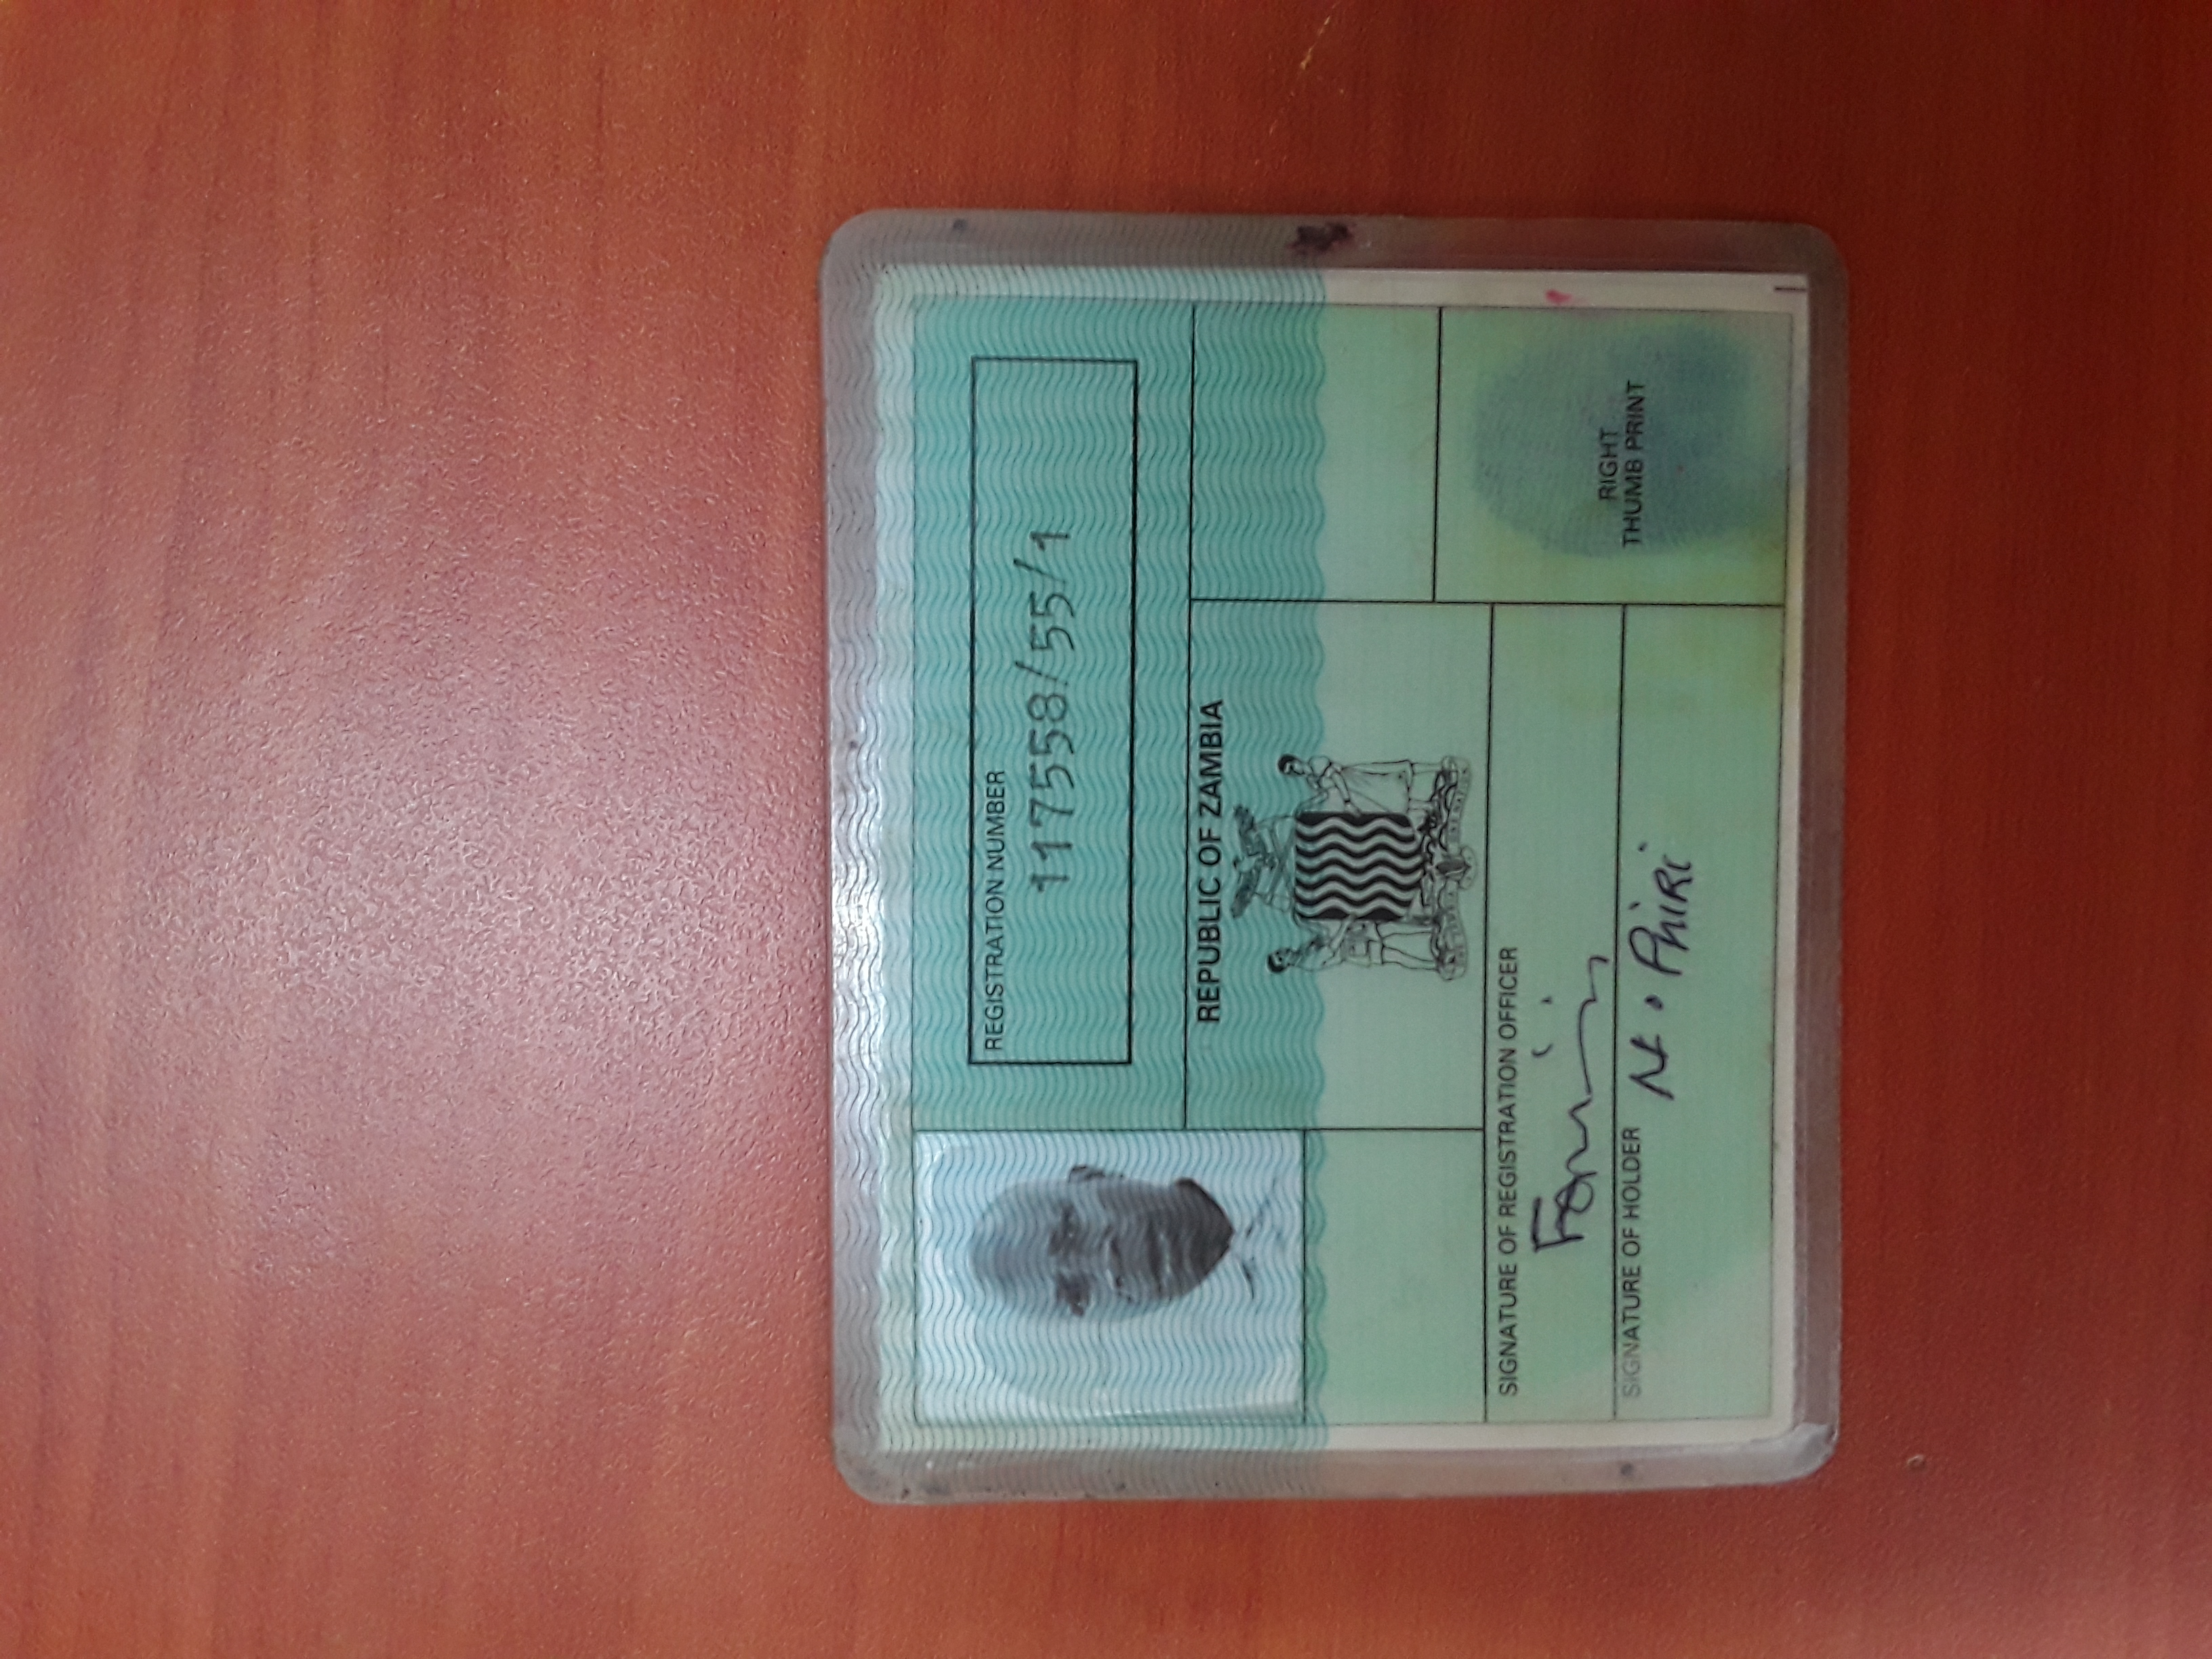 REGISTRATION NUMBER
117558/55/1
REPUBLIC OF ZAMBIA
SIGNATURE OF REGISTRATION OFFICER
SIGNATURE OF HOLDER
N. Phiri
RIGHT
THUMB PRINT